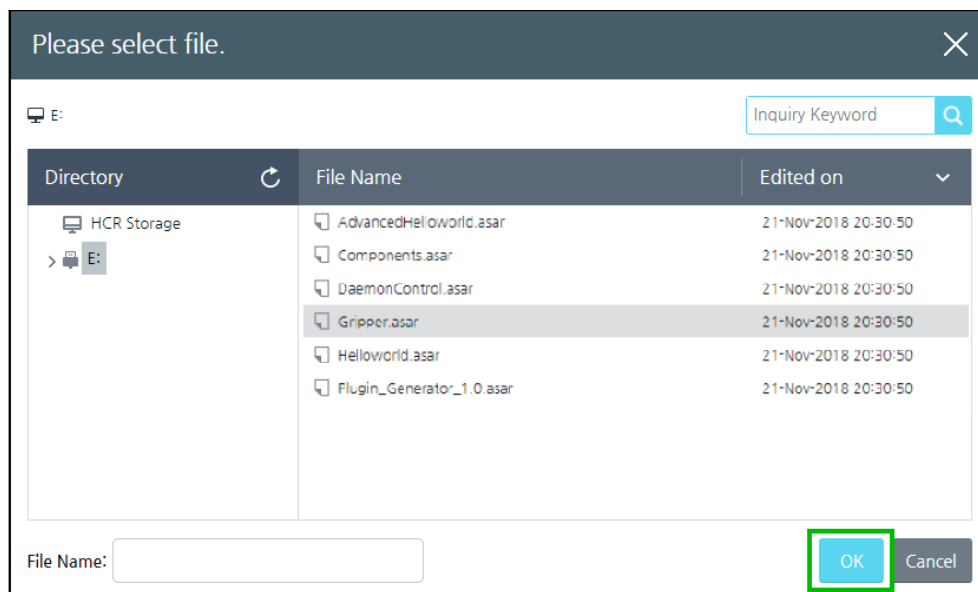 Please select file.
E:
Inquiry Keyword
Directory File Name Edited on
HCR Storage
E:
AdvancedHelloworld.asar 21-Nov-2018 20:30:50
Components.asar 21-Nov-2018 20:30:50
DaemonControl.asar 21-Nov-2018 20:30:50
Gripper.asar 21-Nov-2018 20:30:50
Helloworld.asar 21-Nov-2018 20:30:50
Flugin_Generator_1.0.asar 21-Nov-2018 20:30:50
File Name:
OK Cancel